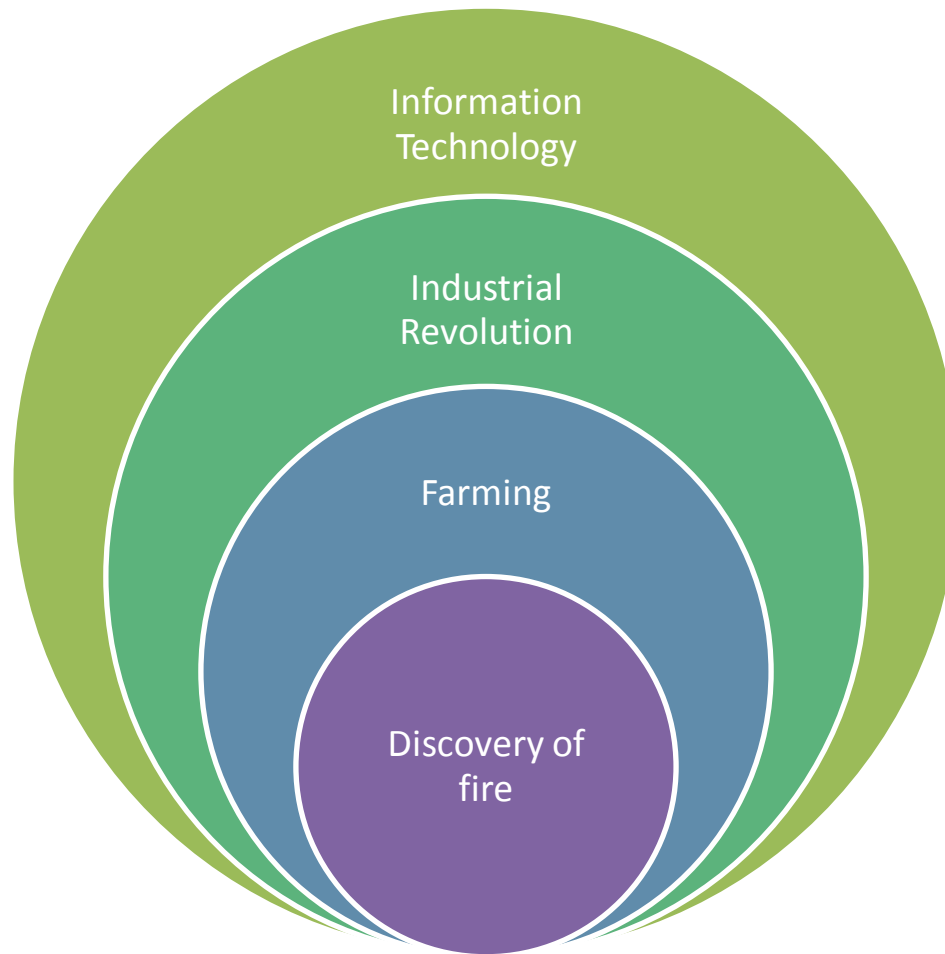 Information
Technology
Industrial
Revolution
Farming
Discovery of
fire